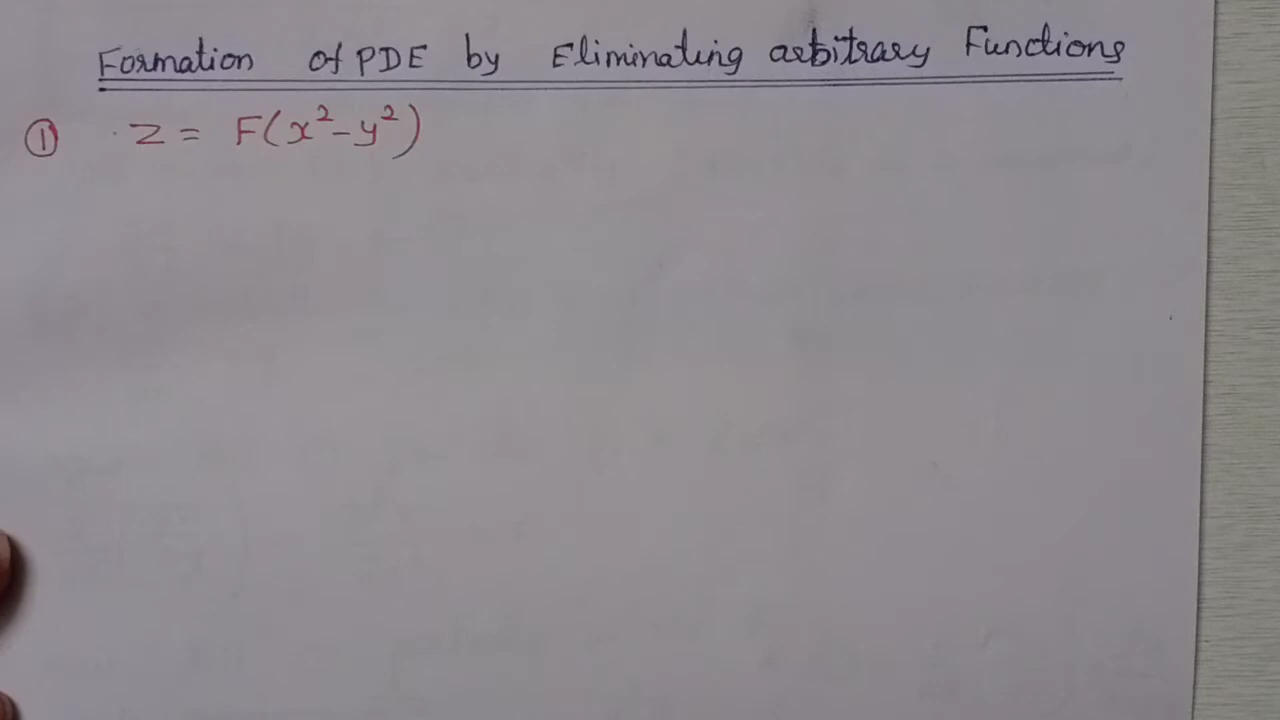 Formation of PDE by Eliminating arbitrary Functions
① z = F(x²-y²)